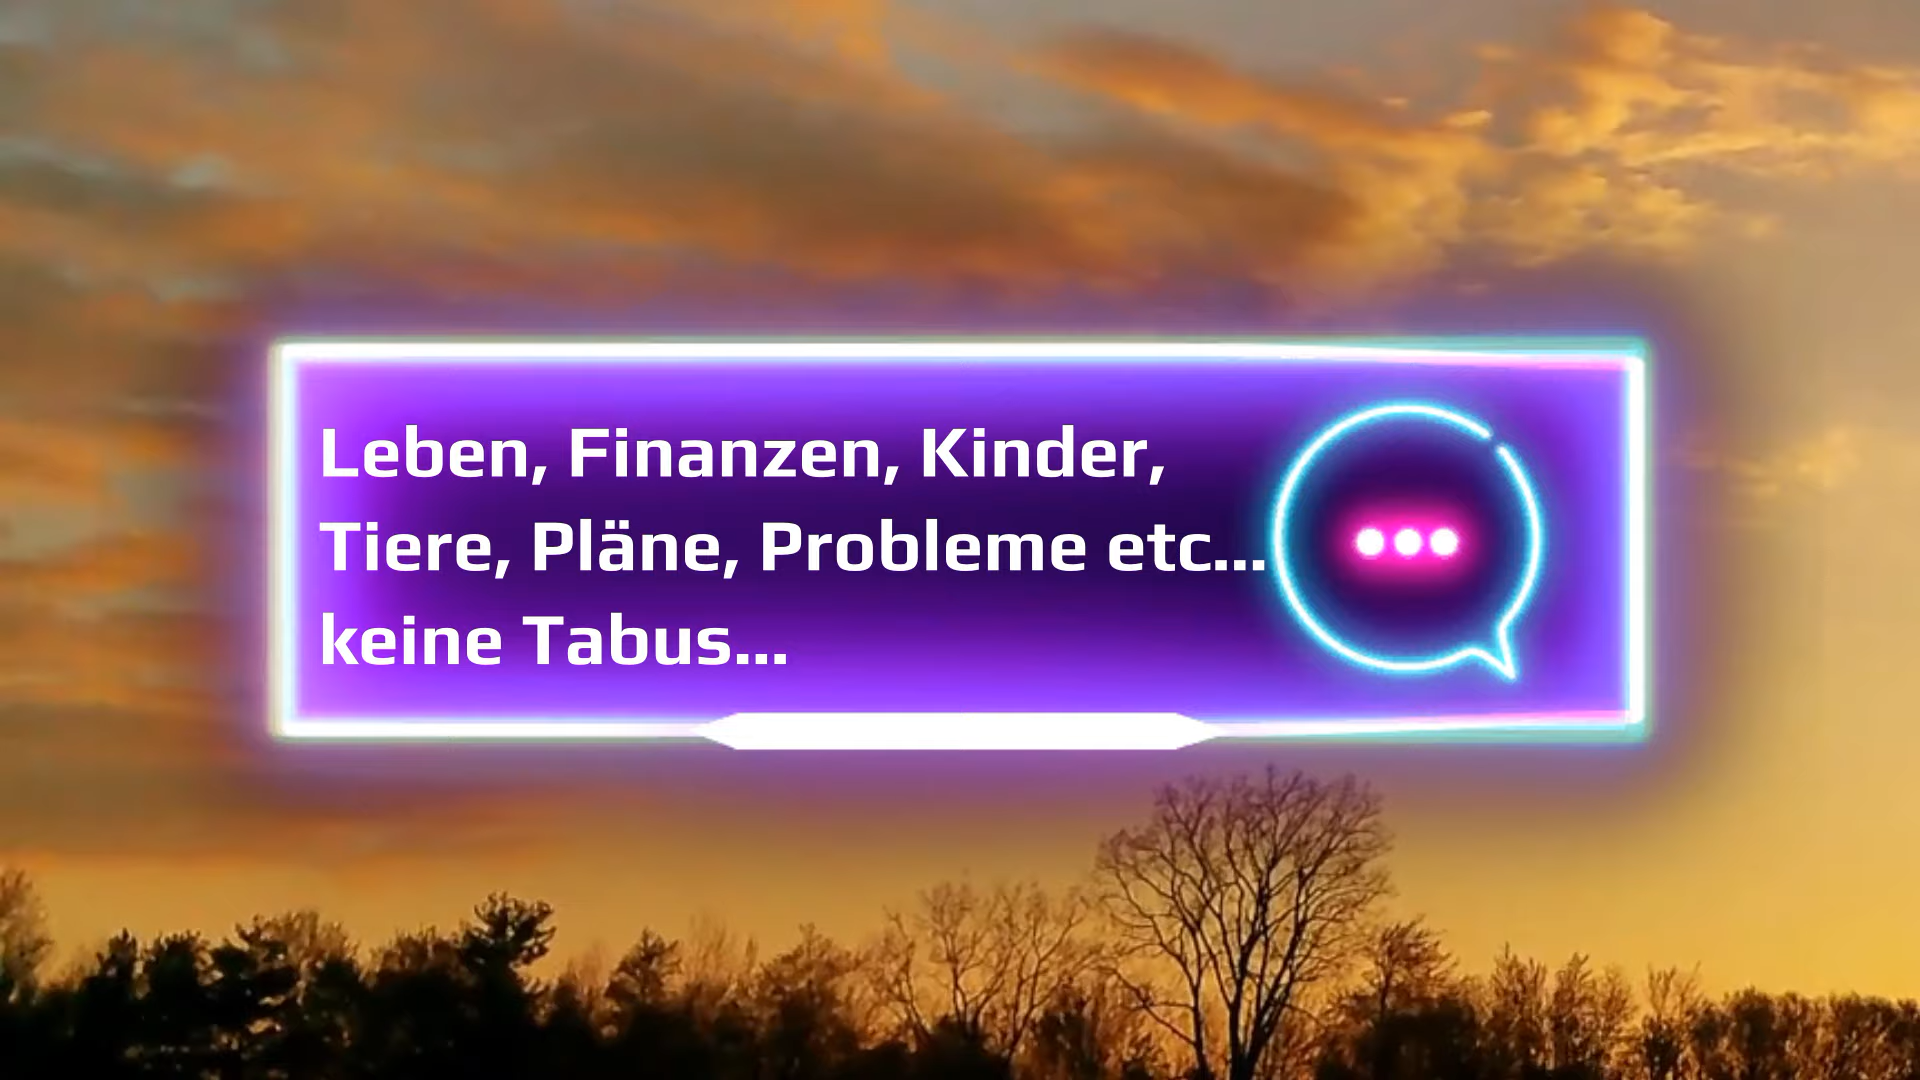 Leben, Finanzen, Kinder,
Tiere, Pläne, Probleme etc...
keine Tabus...